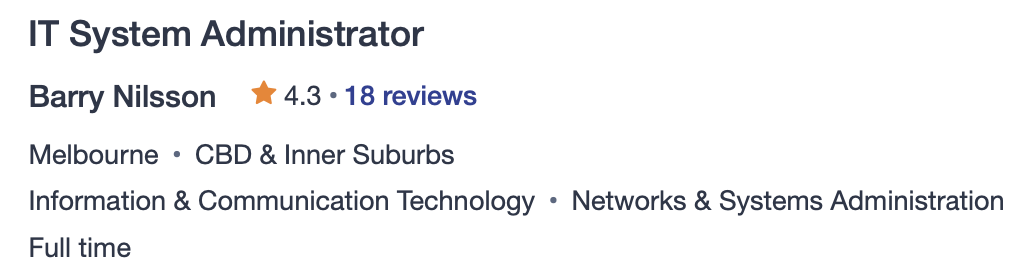 IT System Administrator
Barry Nilsson 4.3 • 18 reviews
Melbourne • CBD & Inner Suburbs
Information & Communication Technology • Networks & Systems Administration
Full time